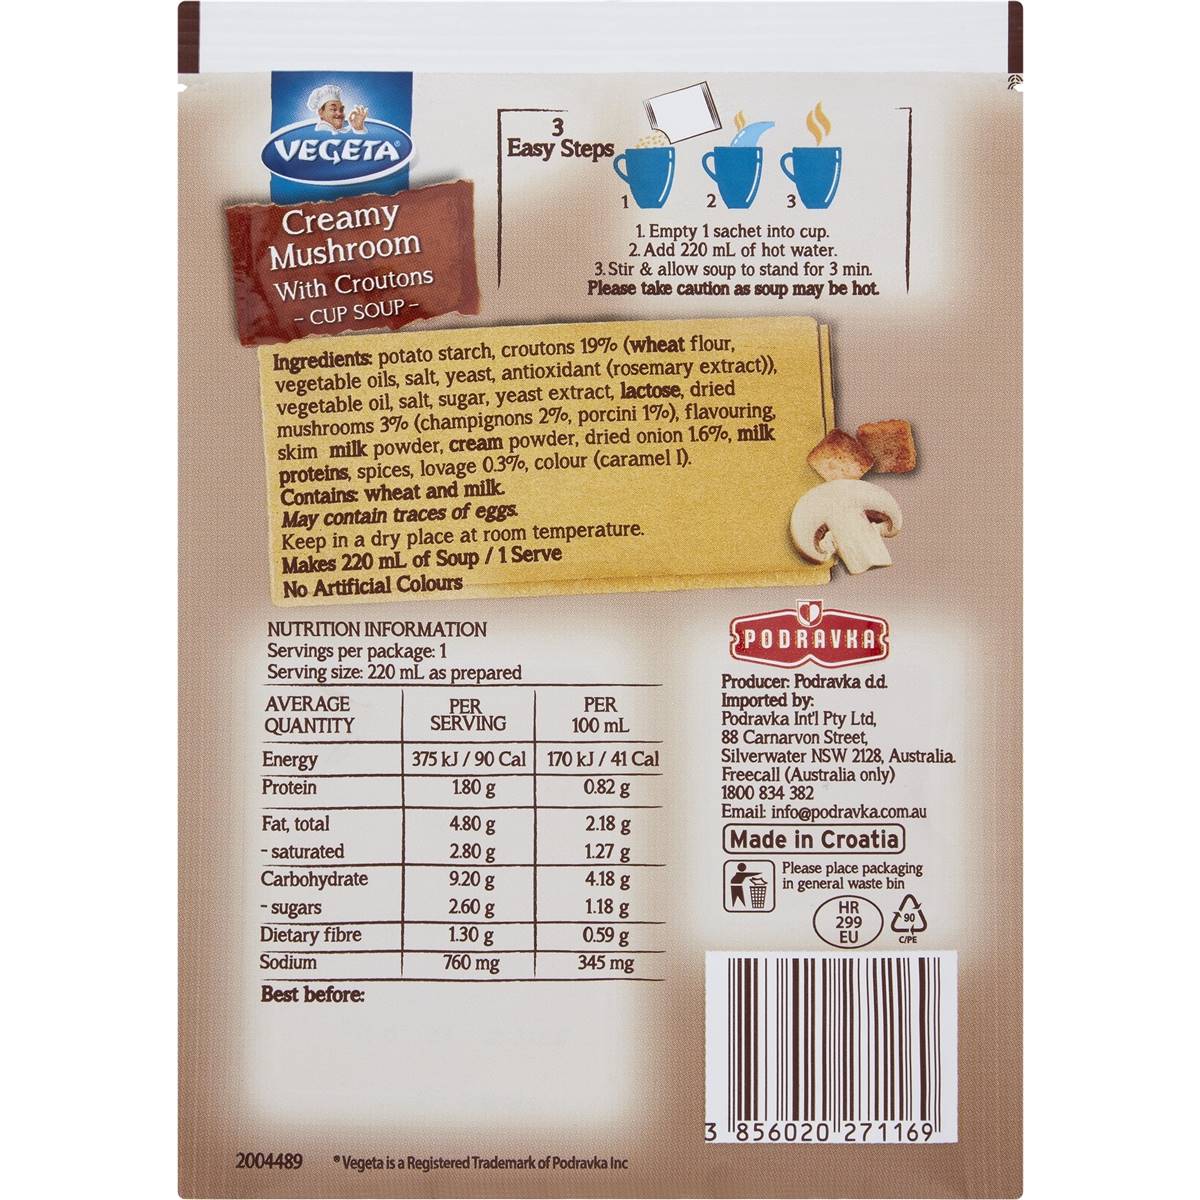 VEGETA®
Creamy
Mushroom
With Croutons
- CUP SOUP -
3
Easy Steps
1 2 3
1. Empty 1 sachet into cup.
2. Add 220 mL of hot water.
3. Stir & allow soup to stand for 3 min.
Please take caution as soup may be hot.
Ingredients: potato starch, croutons 19% (wheat flour,
vegetable oils, salt, yeast, antioxidant (rosemary extract)),
vegetable oil, salt, sugar, yeast extract, lactose, dried
mushrooms 3% (champignons 2%, porcini 1%), flavouring,
skim milk powder, cream powder, dried onion 1.6%, milk
proteins, spices, lovage 0.3%, colour (caramel I).
Contains: wheat and milk.
May contain traces of eggs.
Keep in a dry place at room temperature.
Makes 220 mL of Soup / 1 Serve
No Artificial Colours
NUTRITION INFORMATION
Servings per package: 1
Serving size: 220 mL as prepared
AVERAGE QUANTITY PER SERVING PER 100 mL
Energy 375 kJ / 90 Cal 170 kJ / 41 Cal
Protein 1.80 g 0.82 g
Fat, total 4.80 g 2.18 g
- saturated 2.80 g 1.27 g
Carbohydrate 9.20 g 4.18 g
- sugars 2.60 g 1.18 g
Dietary fibre 1.30 g 0.59 g
Sodium 760 mg 345 mg
Best before:
PODRAVKA
Producer: Podravka d.d.
Imported by:
Podravka Int'l Pty Ltd,
88 Carnarvon Street,
Silverwater NSW 2128, Australia.
Freecall (Australia only)
1800 834 382
Email: info@podravka.com.au
Made in Croatia
Please place packaging
in general waste bin
HR
299
EU
90
C/PE
3 856020 271169
2004489 ® Vegeta is a Registered Trademark of Podravka Inc